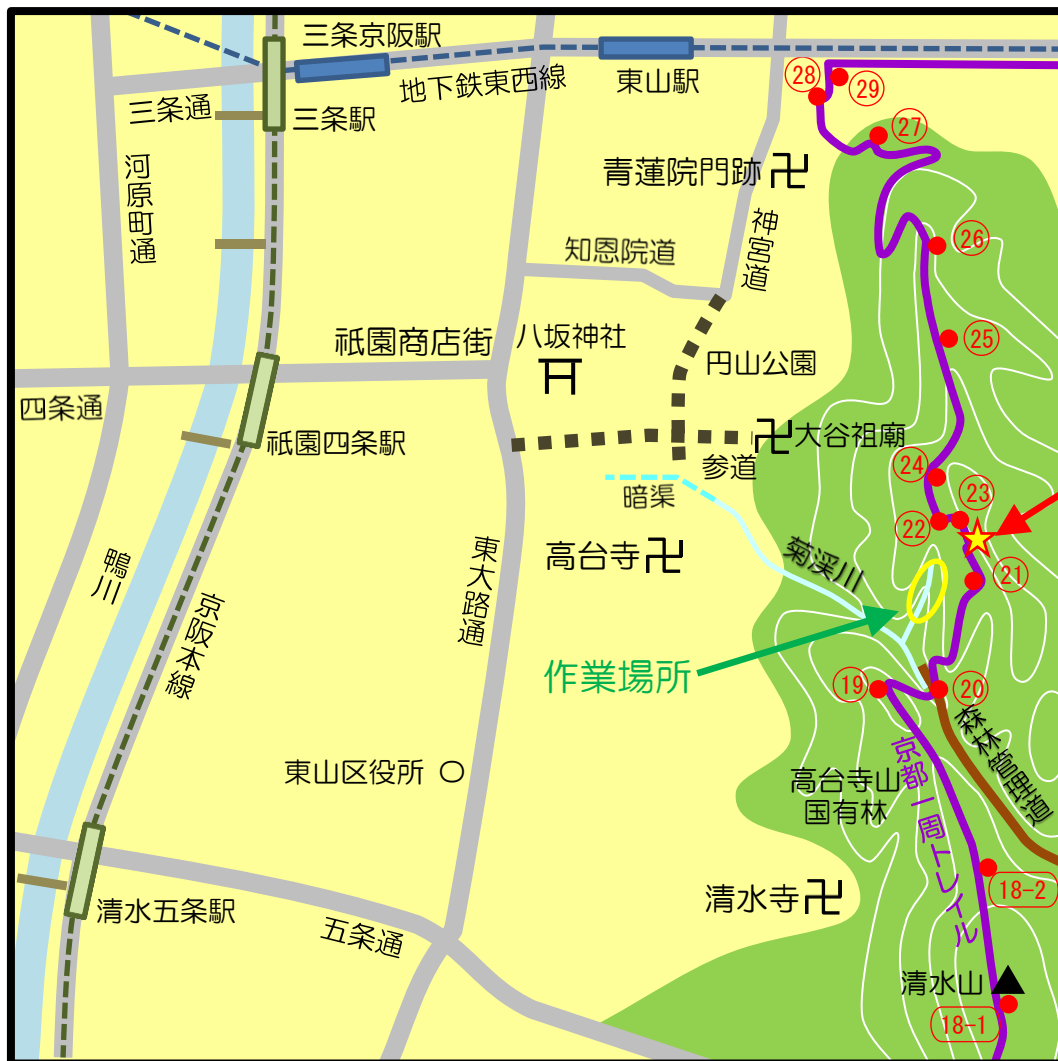 三条京阪駅
地下鉄東西線
東山駅
28
29
三条通
三条駅
27
河原町通
青蓮院門跡
神宮道
知恩院道
26
祇園商店街
八坂神社
円山公園
25
四条通
祇園四条駅
大谷祖廟
参道
24
暗渠
23
22
鴨川
東大路通
高台寺
菊渓川
21
京阪本線
作業場所
19
20
森林管理道
東山区役所
京都一周トレイル
高台寺山
国有林
18-2
清水五条駅
清水寺
五条通
清水山
18-1